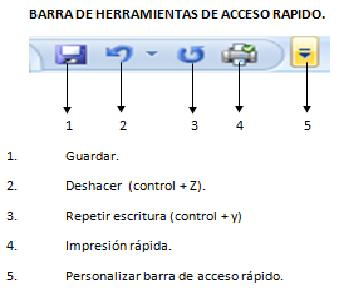 BARRA DE HERRAMIENTAS DE ACCESO RAPIDO.
1 2 3 4 5
1. Guardar.
2. Deshacer (control + Z).
3. Repetir escritura (control + y)
4. Impresión rápida.
5. Personalizar barra de acceso rápido.